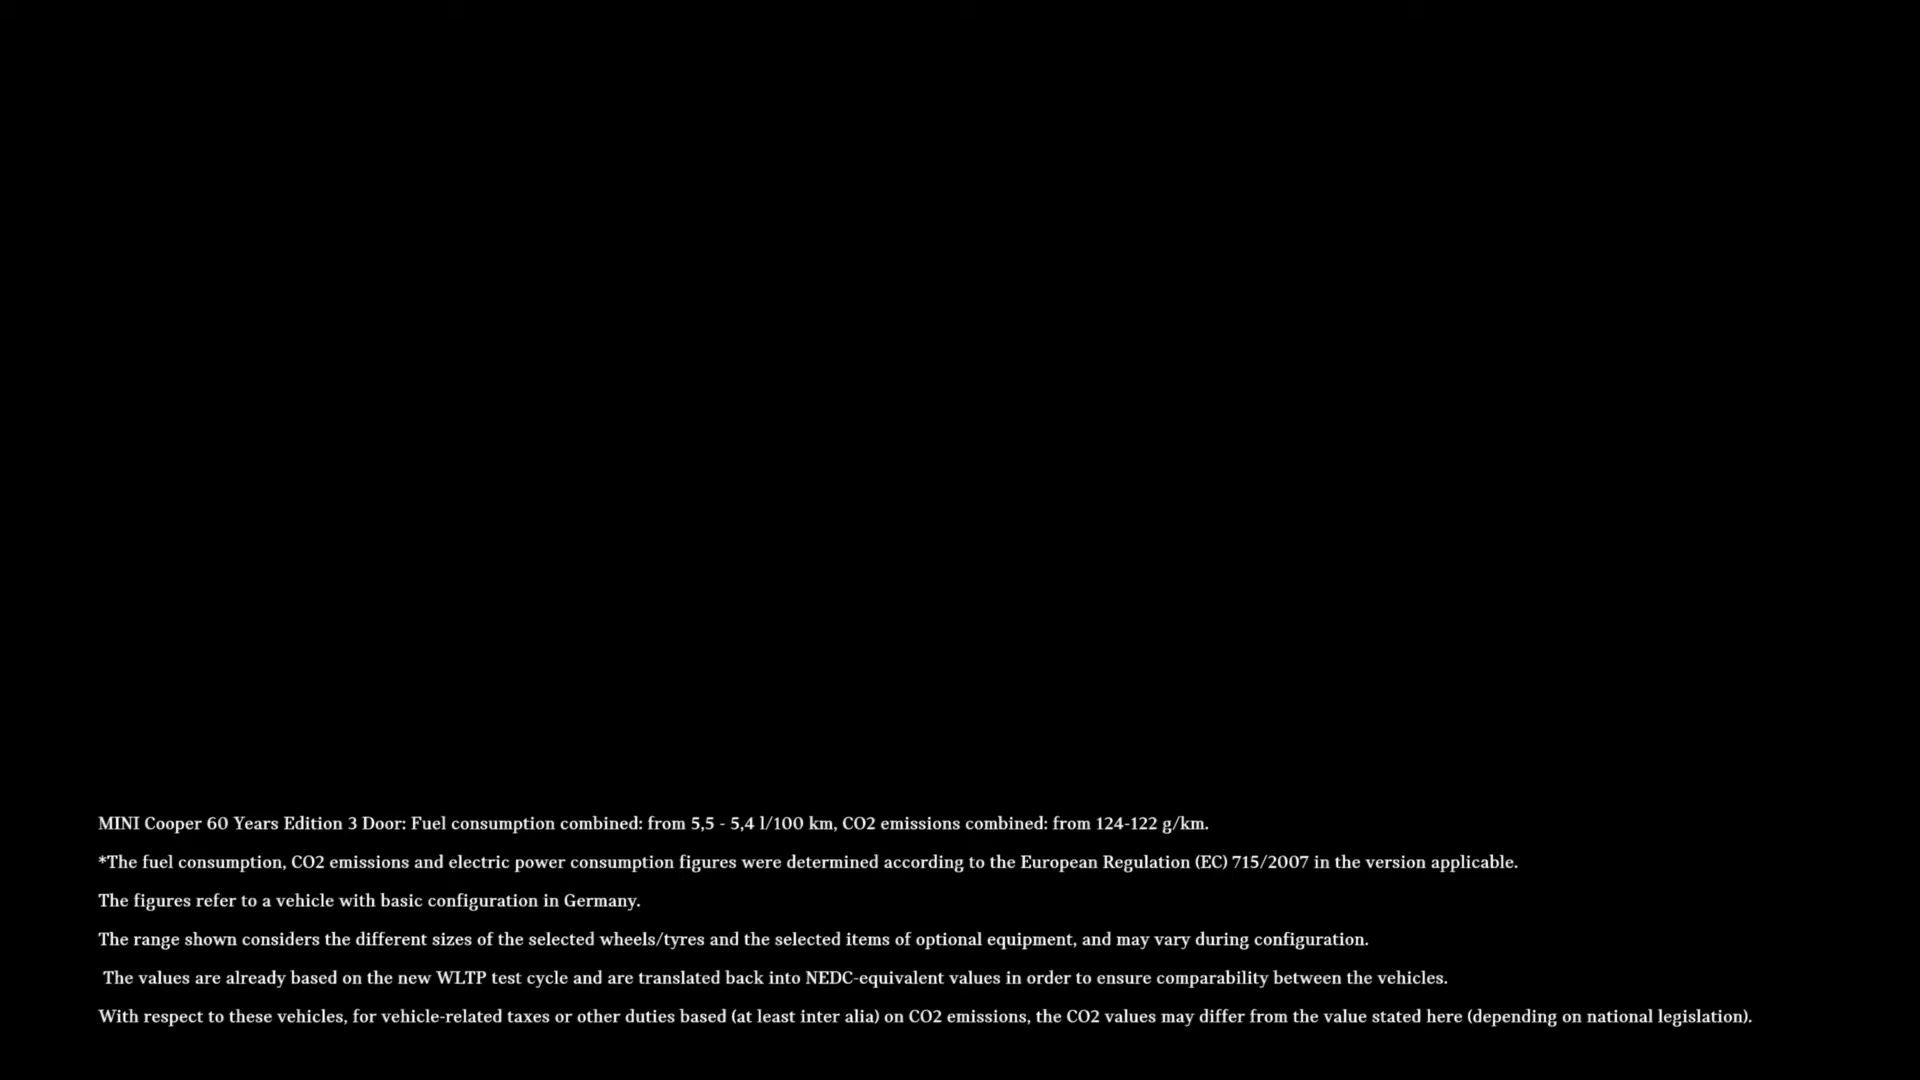 MINI Cooper 60 Years Edition 3 Door: Fuel consumption combined: from 5,5 - 5,4 l/100 km, CO2 emissions combined: from 124-122 g/km.
*The fuel consumption, CO2 emissions and electric power consumption figures were determined according to the European Regulation (EC) 715/2007 in the version applicable.
The figures refer to a vehicle with basic configuration in Germany.
The range shown considers the different sizes of the selected wheels/tyres and the selected items of optional equipment, and may vary during configuration.
The values are already based on the new WLTP test cycle and are translated back into NEDC-equivalent values in order to ensure comparability between the vehicles.
With respect to these vehicles, for vehicle-related taxes or other duties based (at least inter alia) on CO2 emissions, the CO2 values may differ from the value stated here (depending on national legislation).